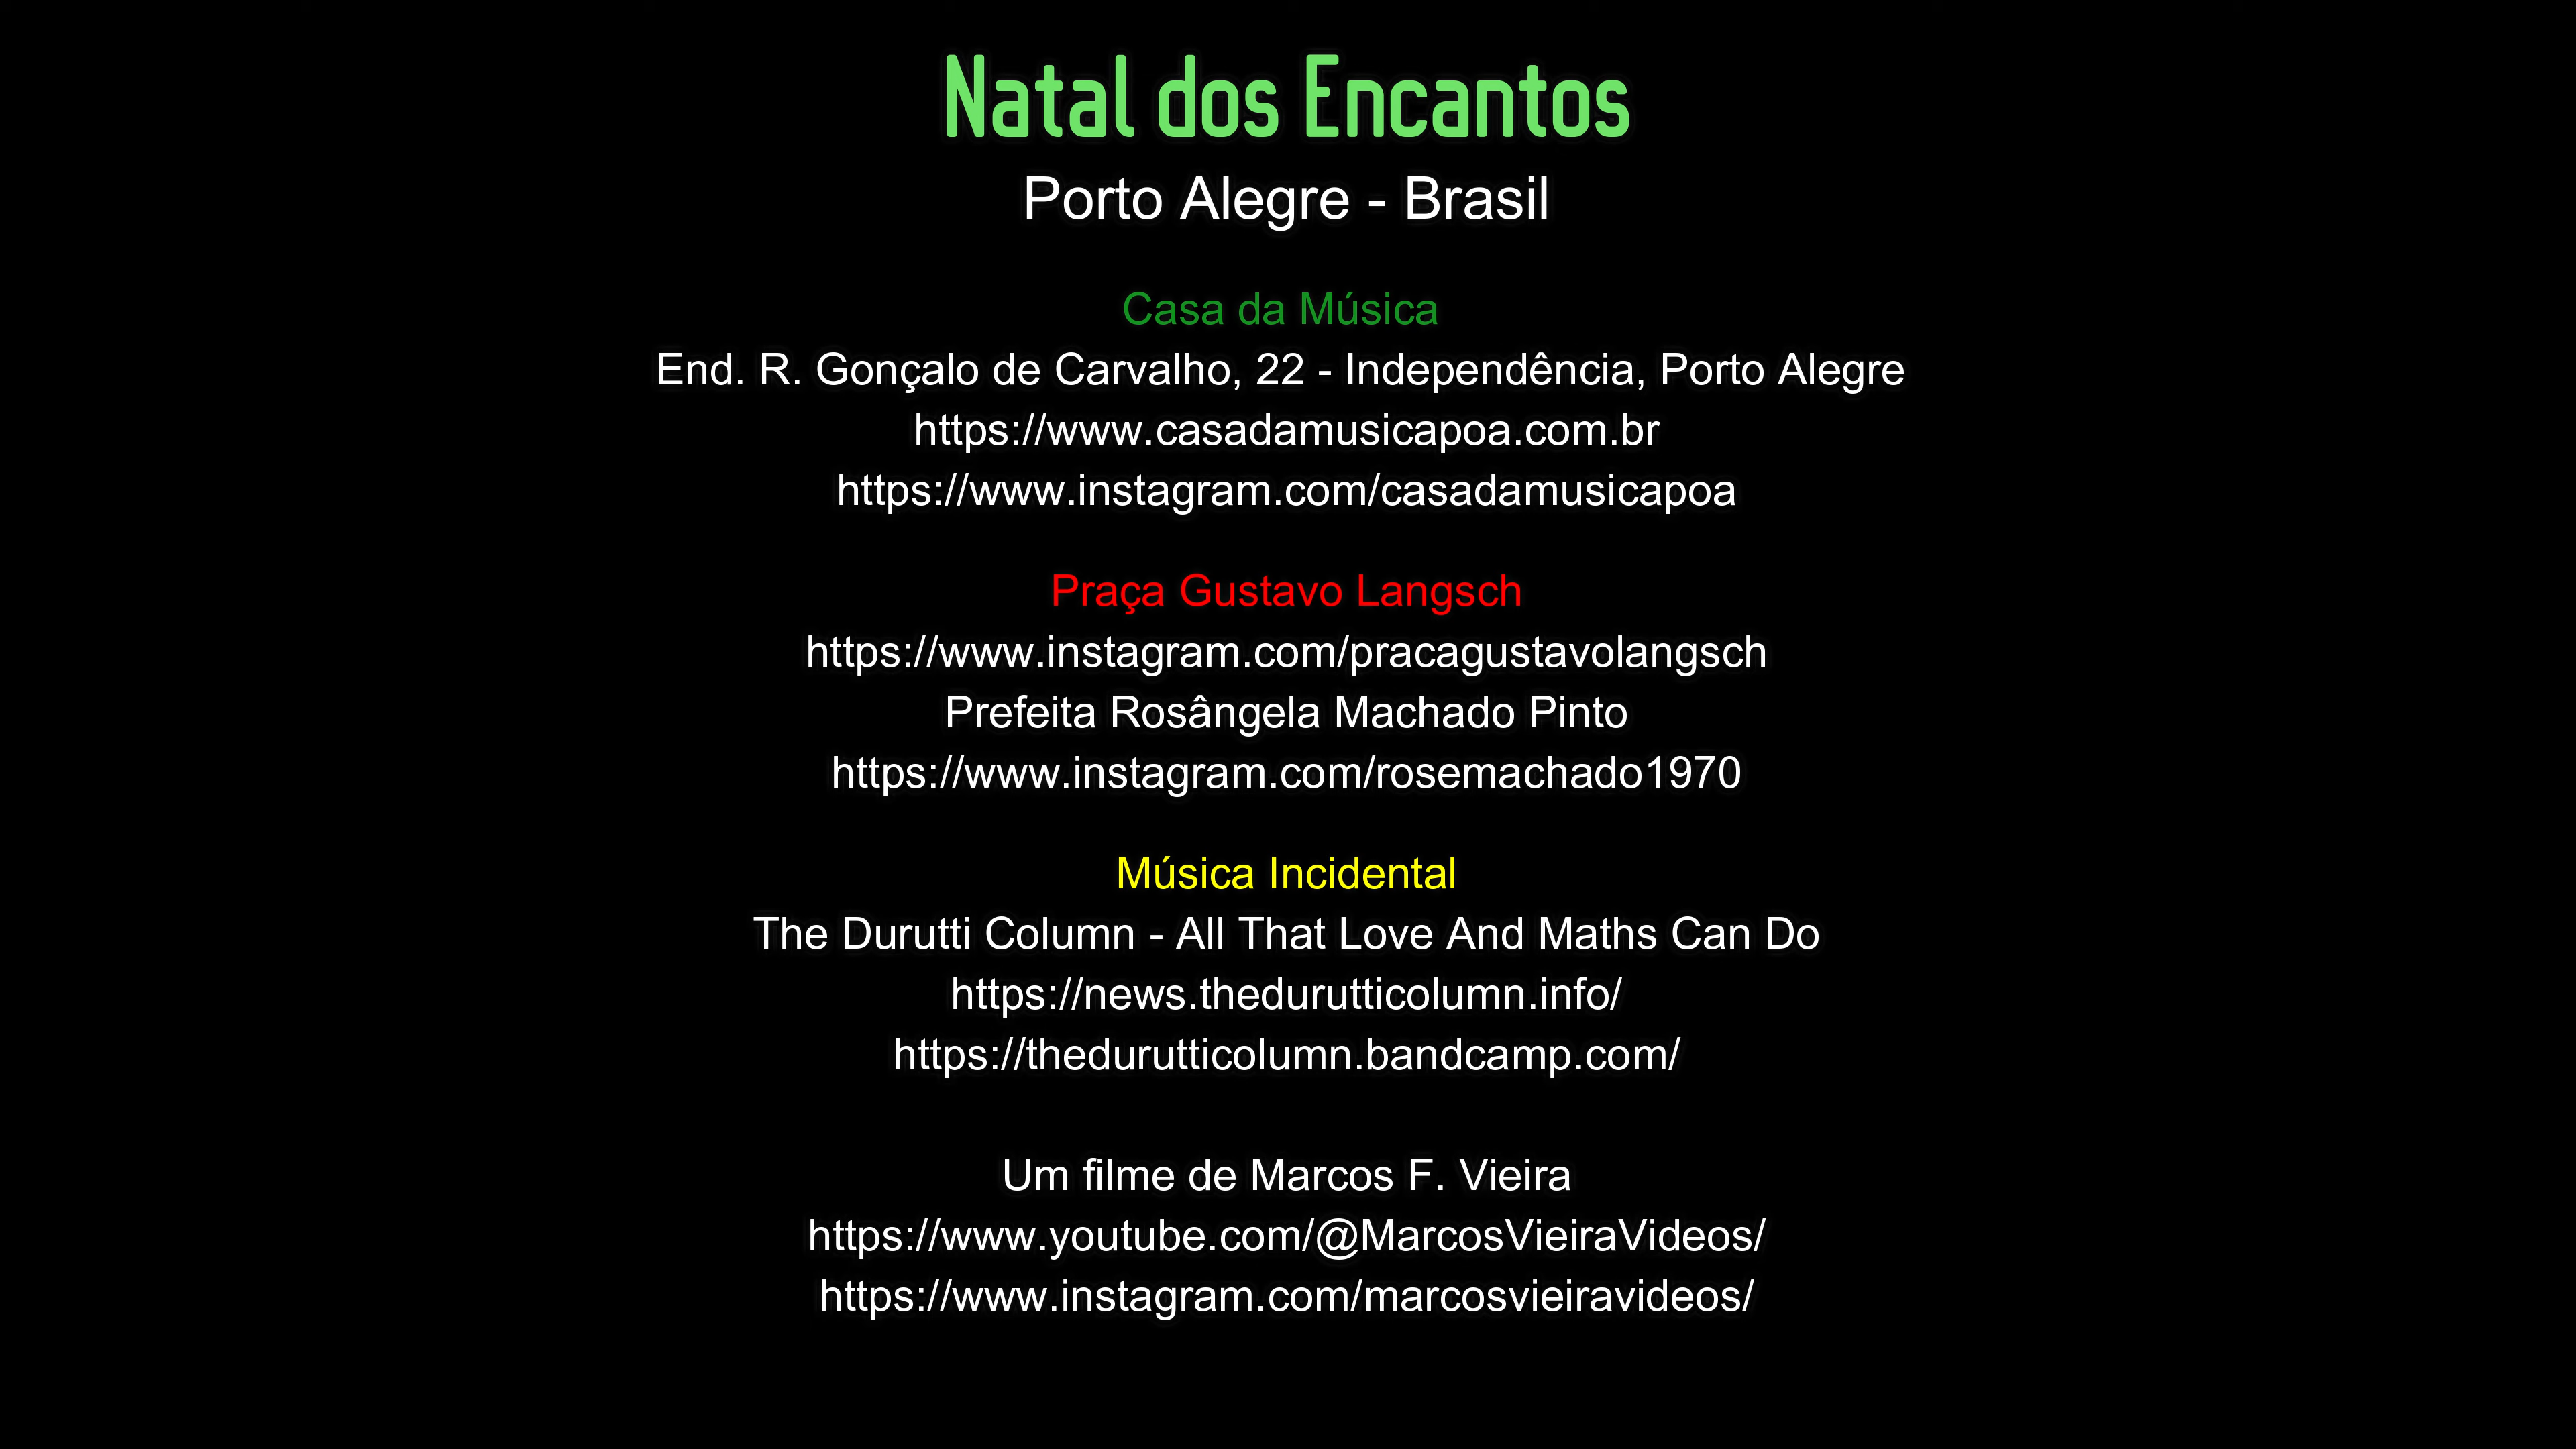 Natal dos Encantos
Porto Alegre - Brasil
Casa da Música
End. R. Gonçalo de Carvalho, 22 - Independência, Porto Alegre
https://www.casadamusicapoa.com.br
https://www.instagram.com/casadamusicapoa
Praça Gustavo Langsch
https://www.instagram.com/pracagustavolangsch
Prefeita Rosângela Machado Pinto
https://www.instagram.com/rosemachado1970
Música Incidental
The Durutti Column - All That Love And Maths Can Do
https://news.thedurutticolumn.info/
https://thedurutticolumn.bandcamp.com/
Um filme de Marcos F. Vieira
https://www.youtube.com/@MarcosVieiraVideos/
https://www.instagram.com/marcosvieiravideos/